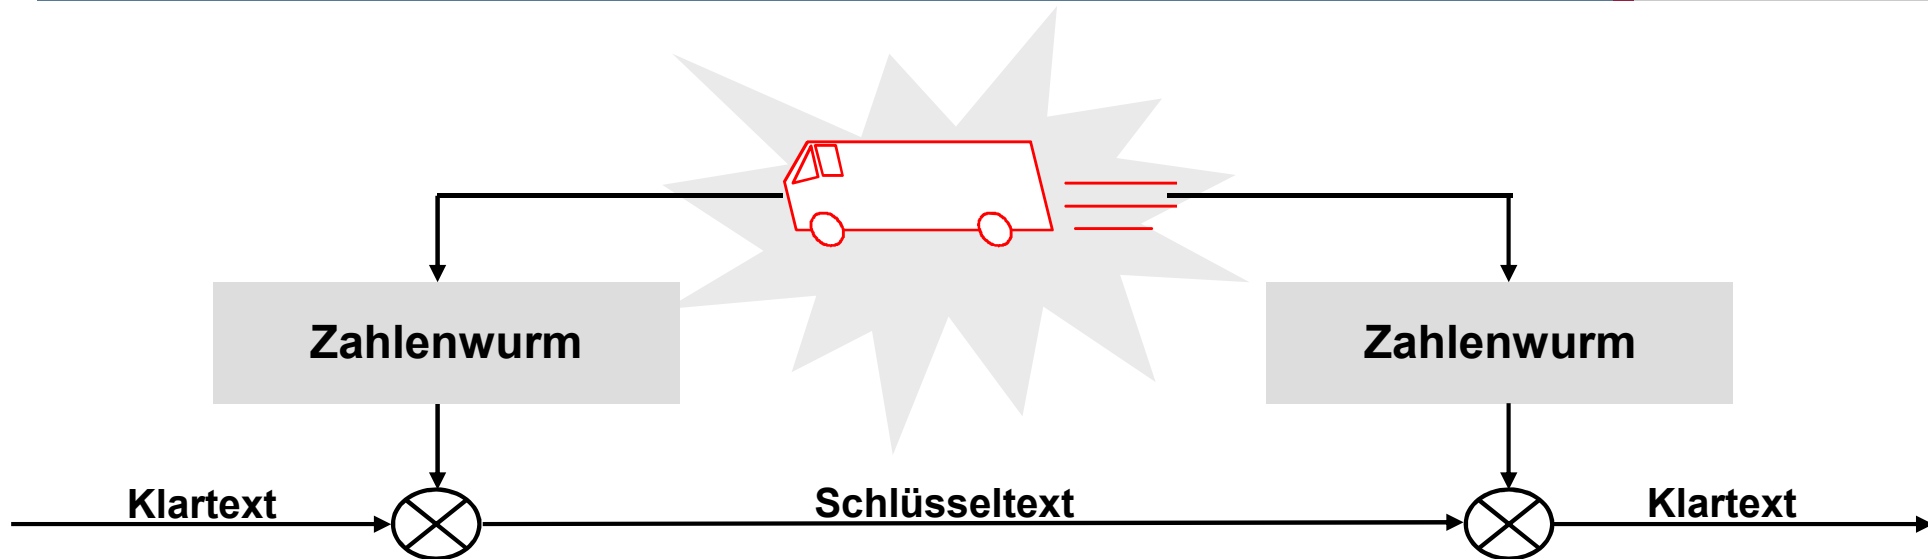 Zahlenwurm
Zahlenwurm
Klartext
Schlüsseltext
Klartext